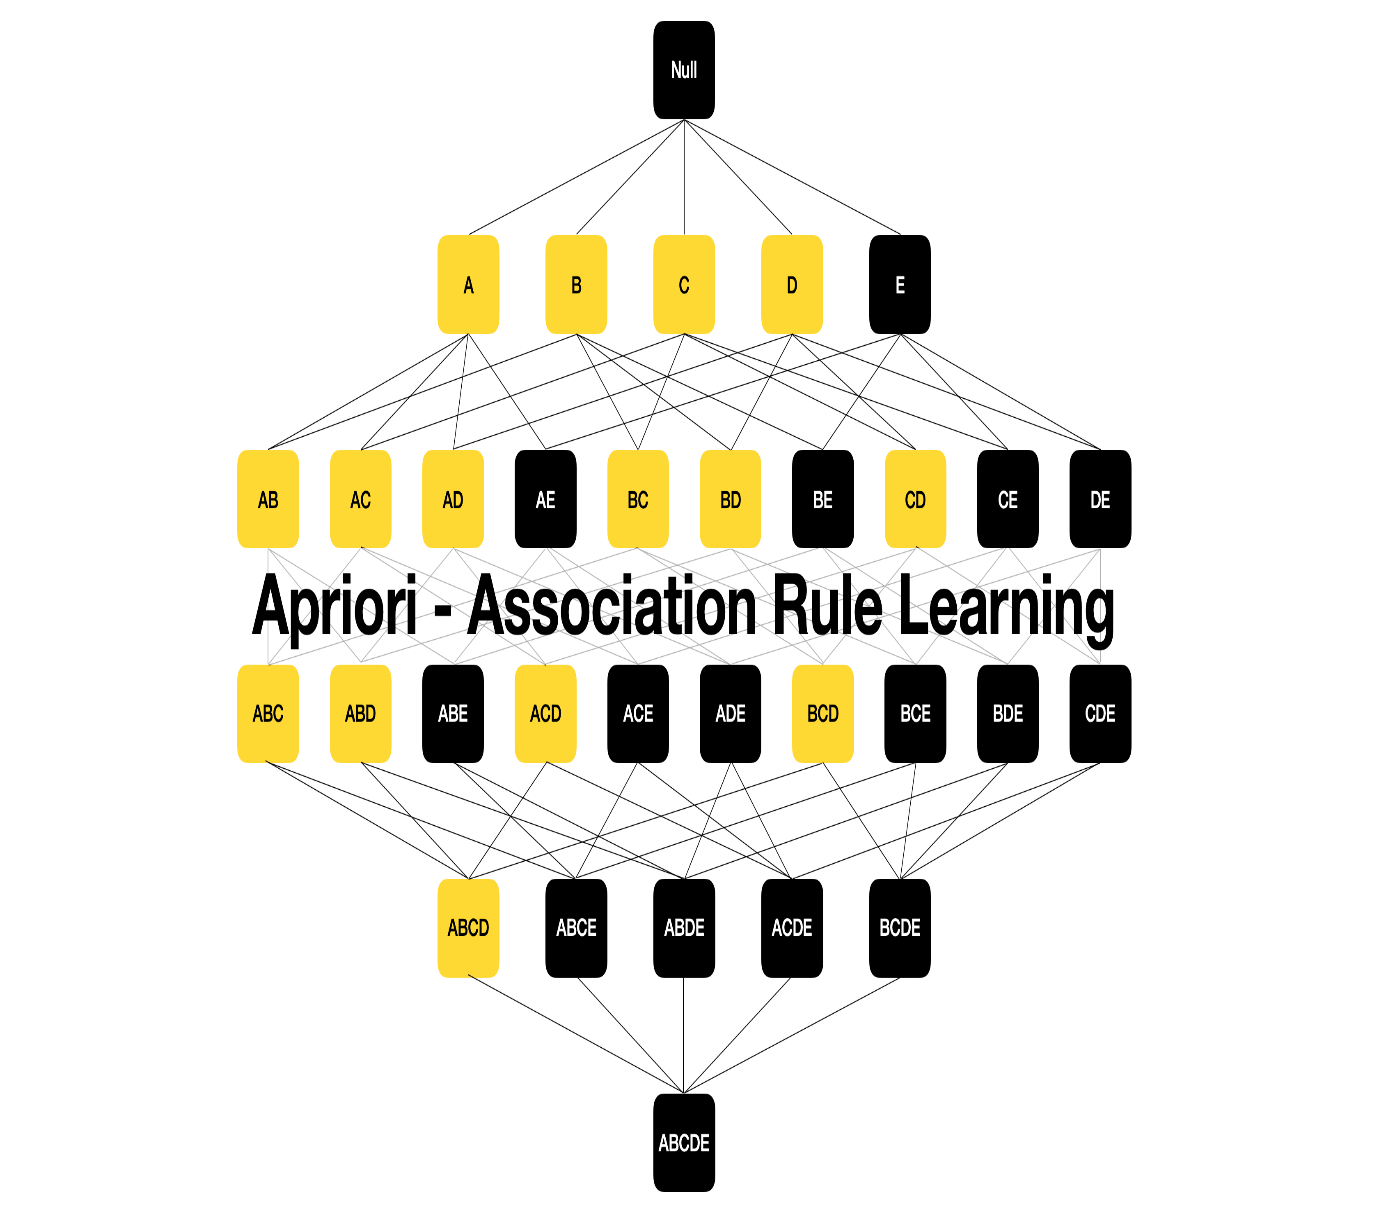 Null
A B C D E
AB AC AD AE BC BD BE CD CE DE
Apriori - Association Rule Learning
ABC ABD ABE ACD ACE ADE BCD BCE BDE CDE
ABCD ABCE ABDE ACDE BCDE
ABCDE